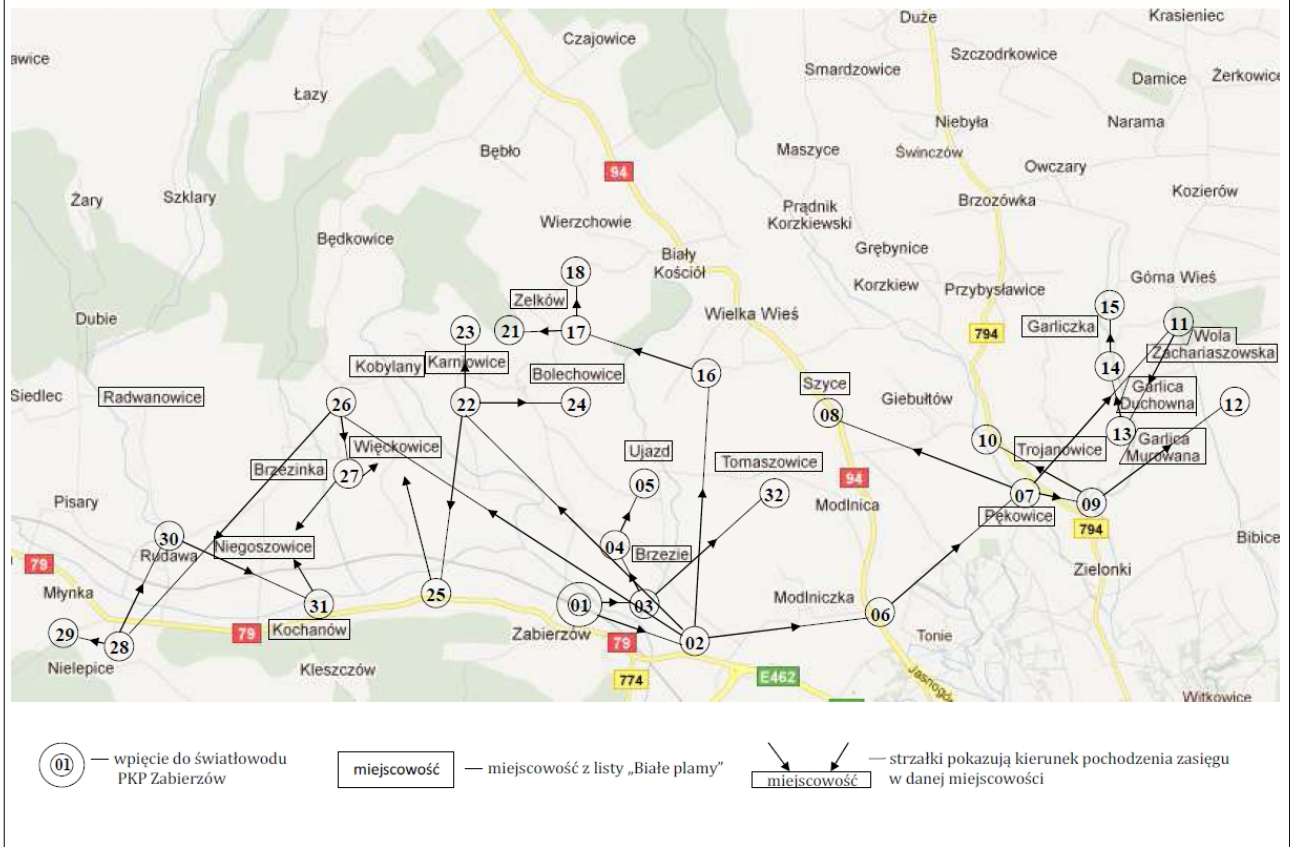 Duże
Krasieniec
Czajowice
Szczodrkowice
awice
Smardzowice
Damice
Żerkowice
Łazy
Niebyła
Narama
Bębło
Maszyce
Świnczów
94
Owczary
Żary
Szklary
Brzozówka
Kozierów
Prądnik
Korzkiewski
Wierzchowie
Będkowice
Grębynice
Biały
Kościół
18
Górna Wieś
Korzkiew
Przybysławice
Zelków
15
Dubie
Wielka Wieś
11
23
21
17
Garliczka
794
Wola
Zachariaszowska
Kobylany
Karniowice
14
Bolechowice
16
Szyce
Garlica
Duchowna
Siedlec
Radwanowice
26
22
24
08
Giebułtów
12
13
10
Więckowice
Ujazd
Trojanowice
Garlica
Murowana
Brzezinka
27
Tomaszowice
94
05
32
07
09
Pisary
Modlnica
Pękowice
794
30
Bibice
Niegoszowice
04
Rudawa
Brzezie
79
Zielonki
Młynka
25
31
01
03
Modlniczka
06
Kochanów
79
Zabierzów
29
28
79
02
Tonie
Nielepice
Kleszczów
774
E462
Jasnogó
Witkowice
01
wpięcie do światłowodu
PKP Zabierzów
miejscowość
miejscowość z listy „Białe plamy”
miejscowość
strzałki pokazują kierunek pochodzenia zasięgu
w danej miejscowości